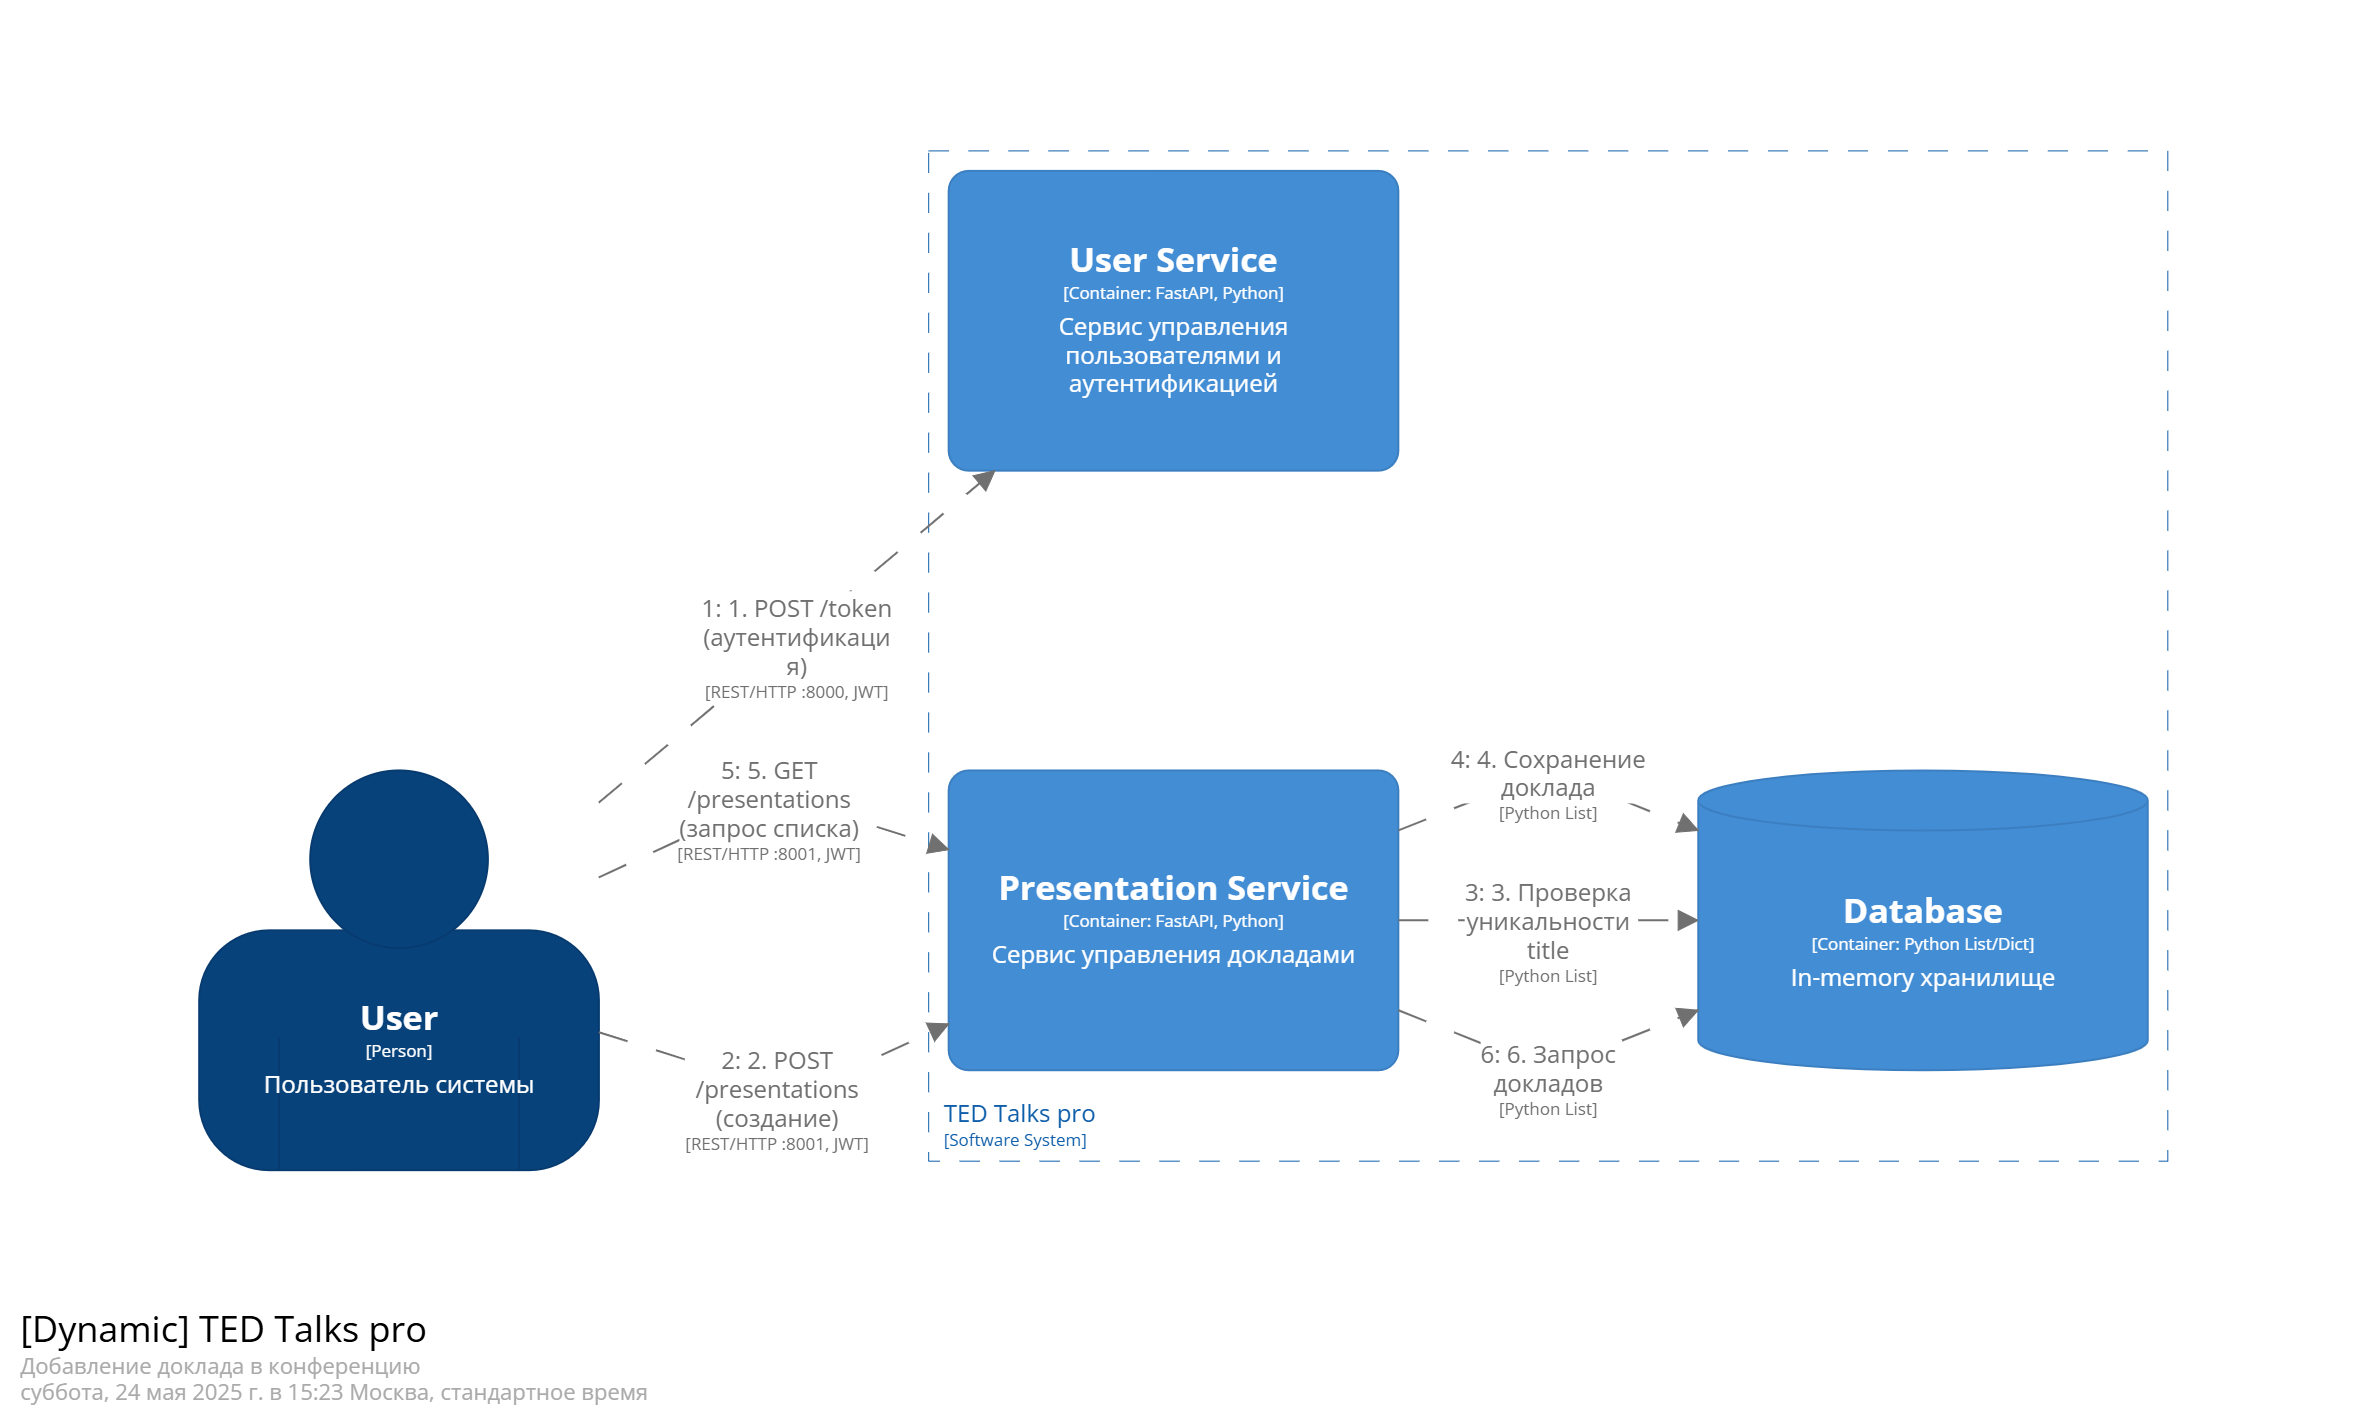 User Service
[Container: FastAPI, Python]
Сервис управления
пользователями и
аутентификацией
1: 1. POST /token
(аутентификаци
я)
[REST/HTTP :8000, JWT]
5: 5. GET
/presentations
(запрос списка)
[REST/HTTP :8001, JWT]
4: 4. Сохранение
доклада
[Python List]
Presentation Service
[Container: FastAPI, Python]
Сервис управления докладами
3: 3. Проверка
уникальности
title
[Python List]
Database
[Container: Python List/Dict]
In-memory хранилище
User
[Person]
Пользователь системы
2: 2. POST
/presentations
(создание)
[REST/HTTP :8001, JWT]
6: 6. Запрос
докладов
[Python List]
TED Talks pro
[Software System]
[Dynamic] TED Talks pro
Добавление доклада в конференцию
суббота, 24 мая 2025 г. в 15:23 Москва, стандартное время